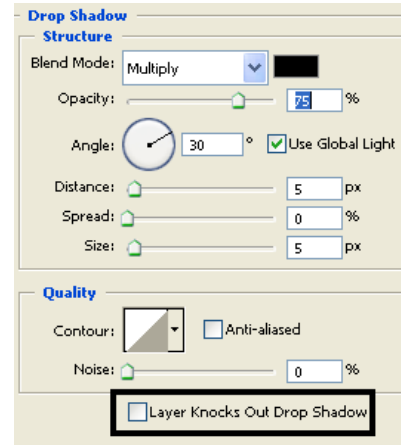 Drop Shadow
Structure
Blend Mode: Multiply
Opacity: 75 %
Angle: 30 ° Use Global Light
Distance: 5 px
Spread: 0 %
Size: 5 px
Quality
Contour: Anti-aliased
Noise: 0 %
Layer Knocks Out Drop Shadow